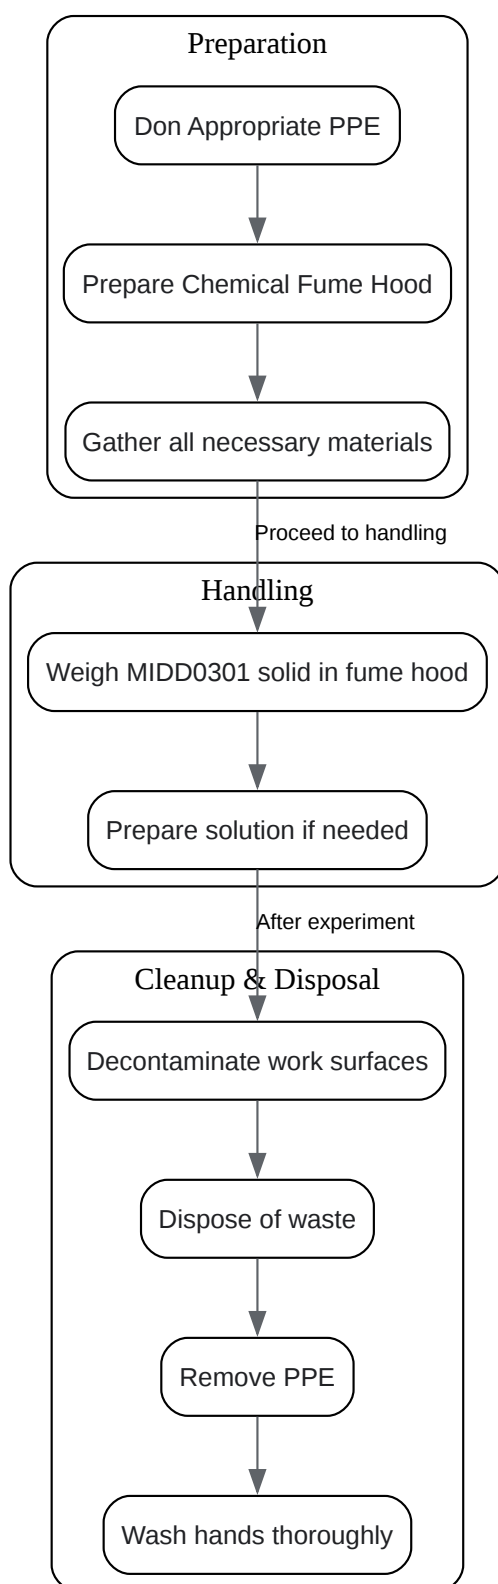 Preparation
Don Appropriate PPE
Prepare Chemical Fume Hood
Gather all necessary materials
Proceed to handling
Handling
Weigh MIDD0301 solid in fume hood
Prepare solution if needed
After experiment
Cleanup & Disposal
Decontaminate work surfaces
Dispose of waste
Remove PPE
Wash hands thoroughly